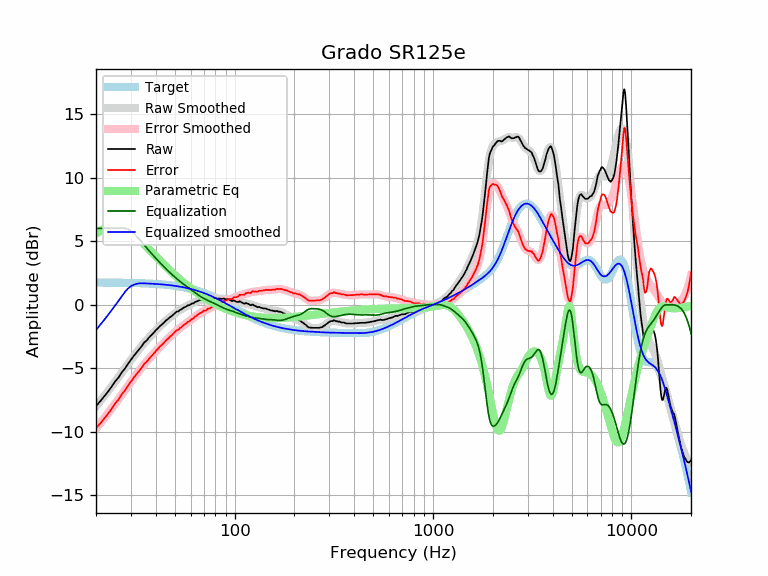 Grado SR125e
Target
Raw Smoothed
Error Smoothed
Raw
Error
Parametric Eq
Equalization
Equalized smoothed
15
10
5
0
−5
−10
−15
Amplitude (dBr)
100 1000 10000
Frequency (Hz)